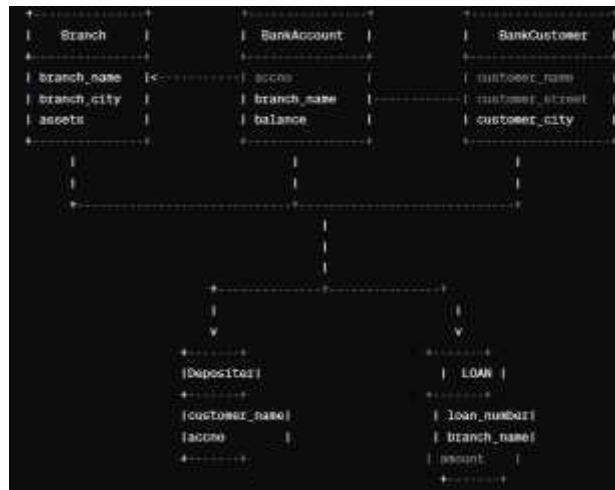 Branch BankAccount BankCustomer
branch_name accno customer_name
branch_city branch_name customer_street
assets balance customer_city
Depositer LOAN
customer_name loan_number
accno branch_name
amount